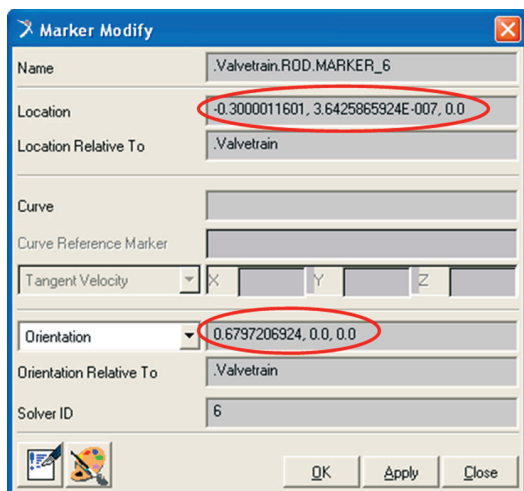 Marker Modify
Name .Valvetrain.ROD.MARKER_6
Location -0.3000011601, 3.6425865924E-007, 0.0
Location Relative To .Valvetrain
Curve
Curve Reference Marker
Tangent Velocity X Y Z
Orientation 0.6797206924, 0.0, 0.0
Orientation Relative To .Valvetrain
Solver ID 6
OK Apply Close